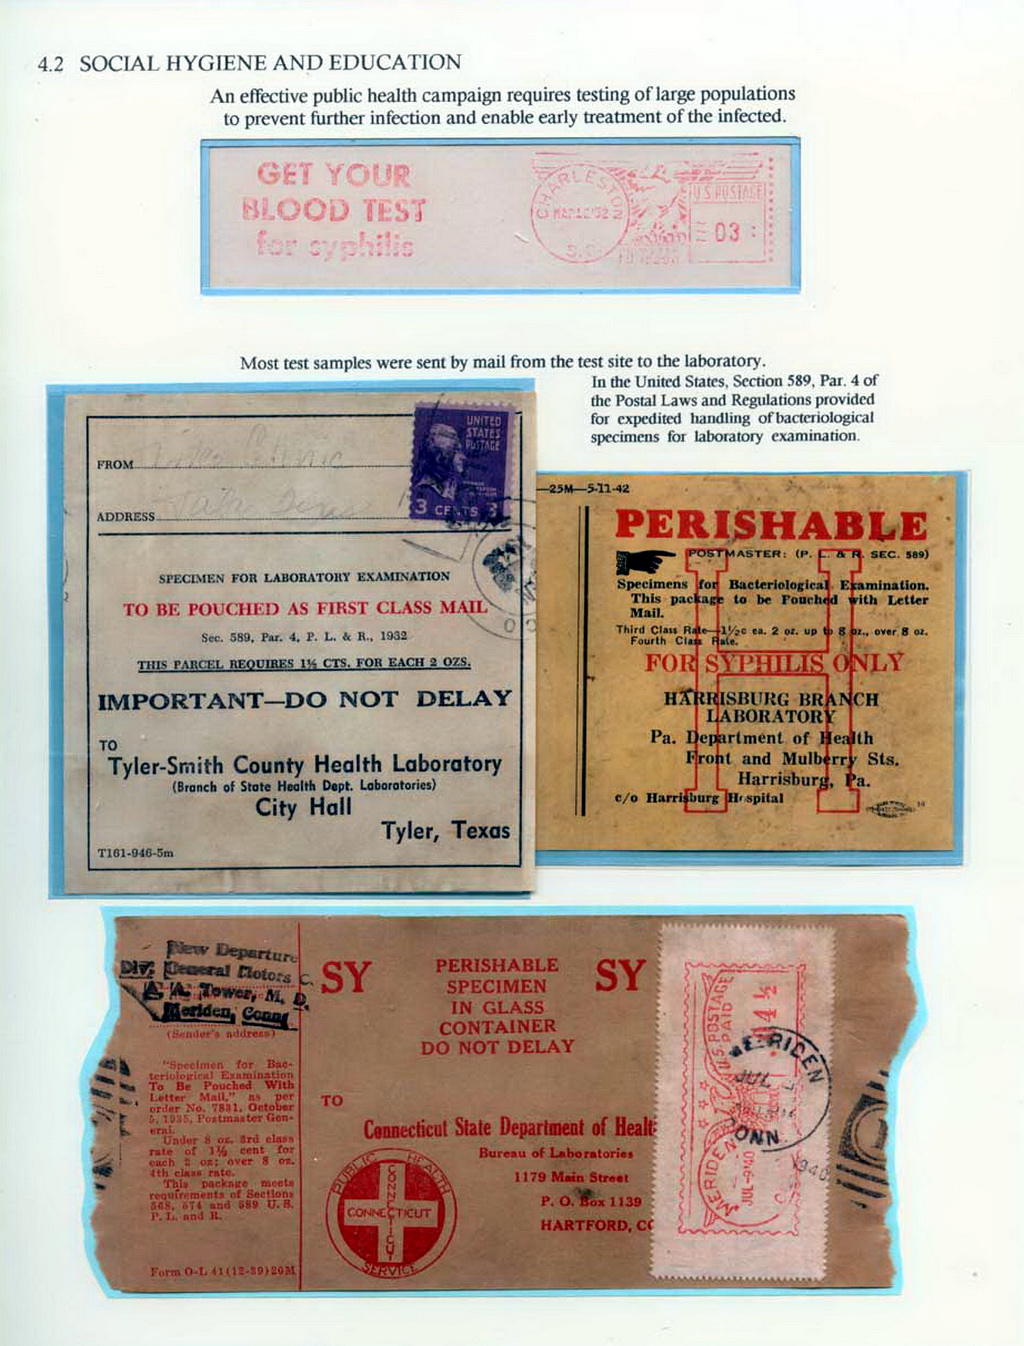 4.2 SOCIAL HYGIENE AND EDUCATION
An effective public health campaign requires testing of large populations
to prevent further infection and enable early treatment of the infected.
GET YOUR
BLOOD TEST
for syphilis
CHARLESTON
S.C.
U.S. POSTAGE
03
Most test samples were sent by mail from the test site to the laboratory.
In the United States, Section 589, Par. 4 of
the Postal Laws and Regulations provided
for expedited handling of bacteriological
specimens for laboratory examination.
UNITED
STATES
POSTAGE
3 CENTS 3
FROM
ADDRESS
SPECIMEN FOR LABORATORY EXAMINATION
TO BE POUCHED AS FIRST CLASS MAIL
Sec. 589, Par. 4, P. L. & R., 1932
THIS PARCEL REQUIRES 1½ CTS. FOR EACH 2 OZS.
IMPORTANT—DO NOT DELAY
TO
Tyler-Smith County Health Laboratory
(Branch of State Health Dept. Laboratories)
City Hall
Tyler, Texas
T161-946-5m
—25M—5-11-42
PERISHABLE
POSTMASTER: (P. L. & R. SEC. 589)
Specimens for Bacteriological Examination.
This package to be Pouched with Letter
Mail.
Third Class Rate—1½c ea. 2 oz. up to 8 oz., over 8 oz.
Fourth Class Rate.
FOR SYPHILIS ONLY
H
HARRISBURG BRANCH
LABORATORY
Pa. Department of Health
Front and Mulberry Sts.
Harrisburg, Pa.
c/o Harrisburg Hospital
New Departure
Div. General Motors C.
A. A. Tower, M. D.
Meriden, Conn
(Sender's address)
"Specimen for Bac-
teriological Examination
To Be Pouched With
Letter Mail," as per
order No. 7831, October
5, 1935, Postmaster Gen-
eral.
Under 8 oz. 3rd class
rate of 1½ cent for
each 2 oz; over 8 oz.
4th class rate.
This package meets
requirements of Sections
568, 574 and 589 U. S.
P. L. and R.
Form O-L 41 (12-39) 20M
SY
PERISHABLE
SPECIMEN
IN GLASS
CONTAINER
DO NOT DELAY
SY
TO
Connecticut State Department of Healt
Bureau of Laboratories
1179 Main Street
P. O. Box 1139
HARTFORD, CO
PUBLIC HEALTH
CONNECTICUT
CONNECTICUT
SERVICE
U.S. POSTAGE
PAID
4½
MERIDEN
JUL
CONN.
1940
MERIDEN
JUL-9'40